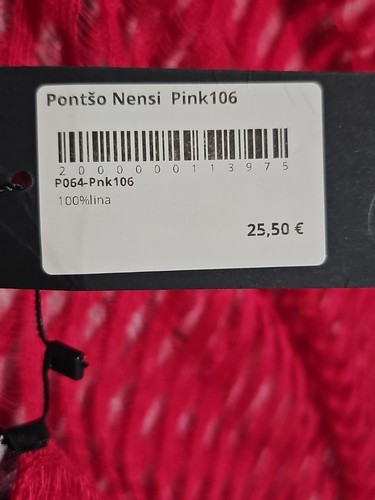 Pontšo Nensi Pink106
2000000113975
P064-Pnk106
100%lina
25,50 €